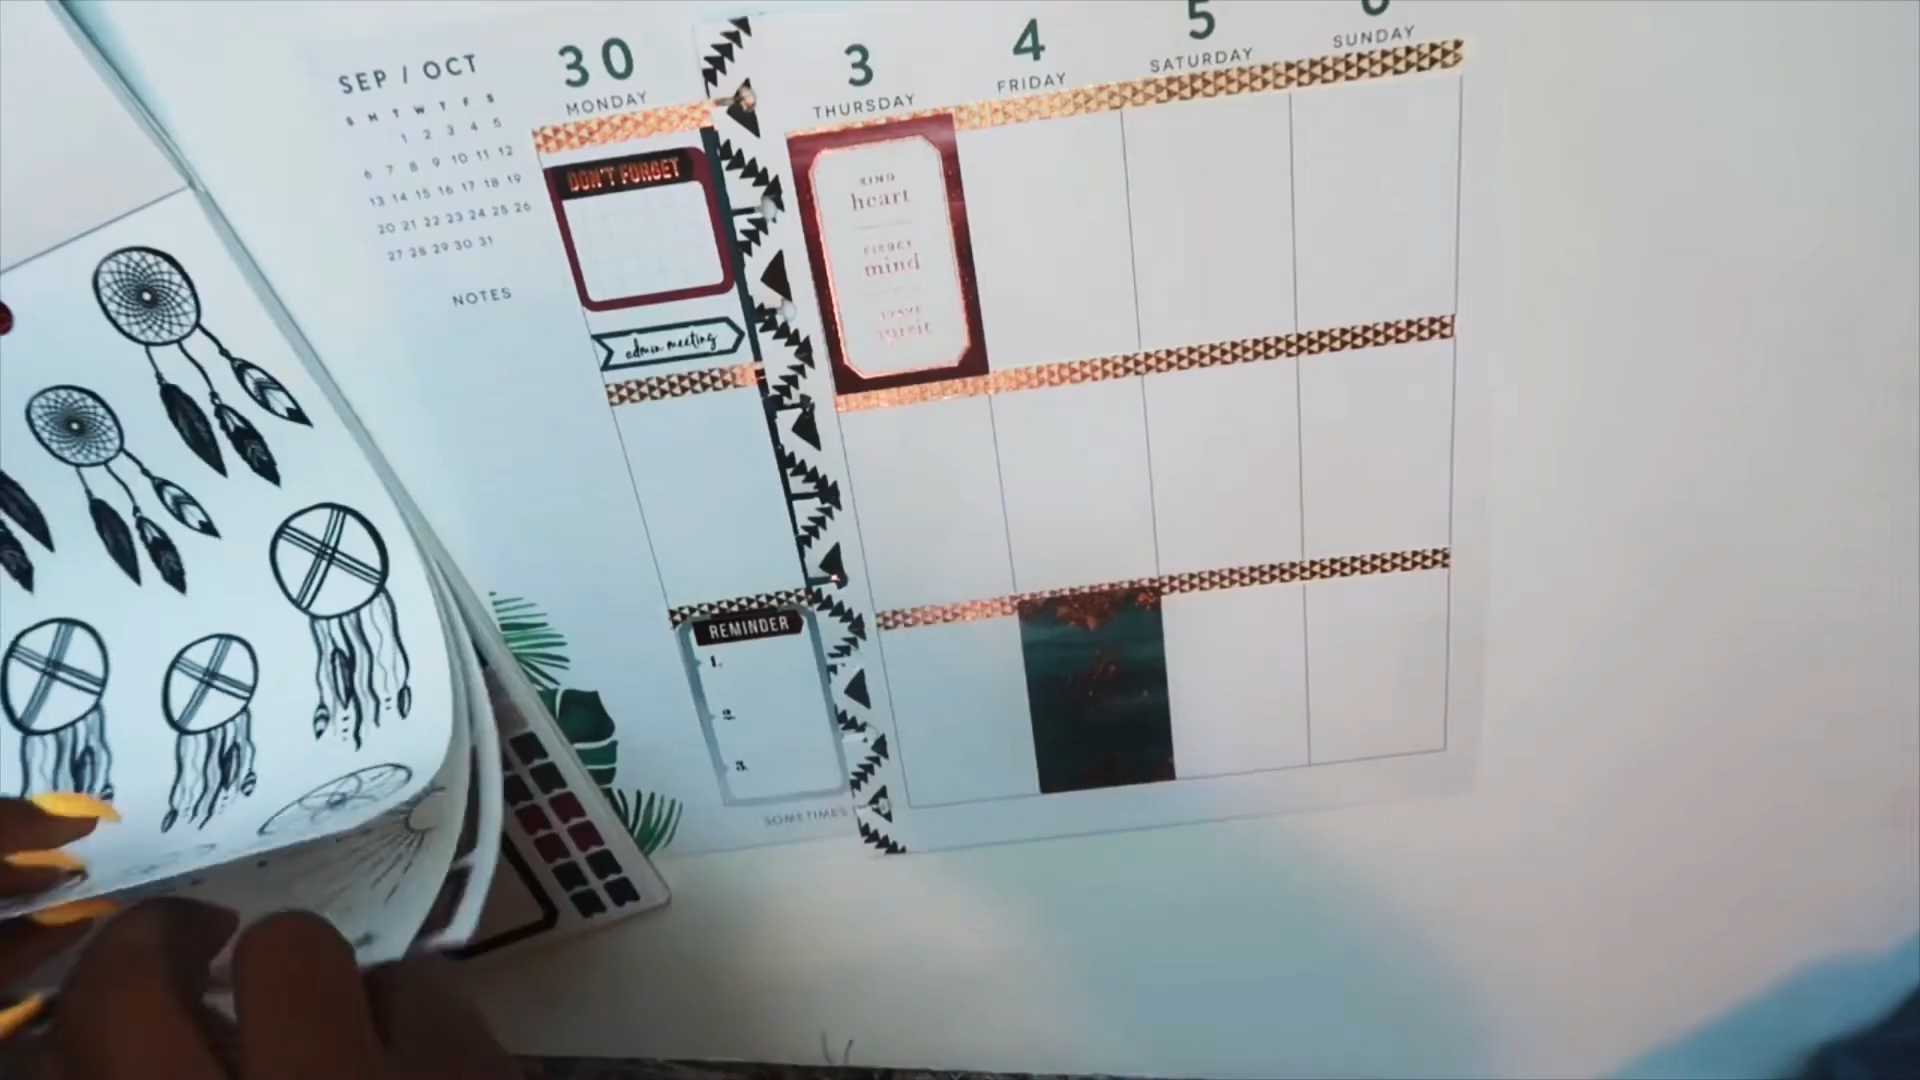 SEP / OCT
S M T W T F S
1 2 3 4 5
6 7 8 9 10 11 12
13 14 15 16 17 18 19
20 21 22 23 24 25 26
27 28 29 30 31
NOTES
30
MONDAY
DON'T FORGET
admin meeting
REMINDER
1.
2.
3.
SOMETIMES
3
THURSDAY
KIND
heart
FIERCE
mind
spirit
4
FRIDAY
5
SATURDAY
SUNDAY